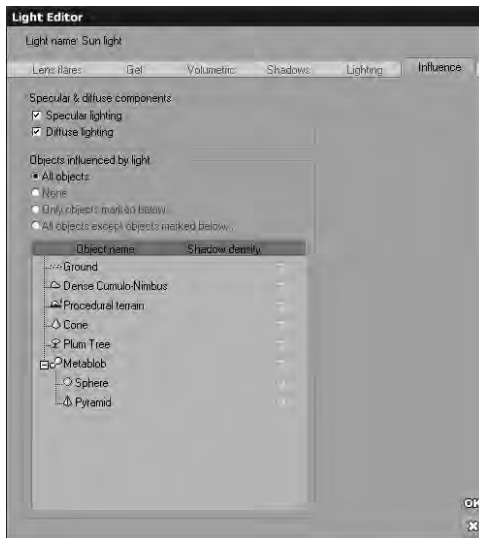 Light Editor
Light name: Sun light
Lens flares Gel Volumetric Shadows Lighting Influence
Specular & diffuse components
Specular lighting
Diffuse lighting
Objects influenced by light
All objects
None
Only objects marked below...
All objects except objects marked below...
Object name Shadow density
Ground
Dense Cumulo-Nimbus
Procedural terrain
Cone
Plum Tree
Metablob
Sphere
Pyramid
OK